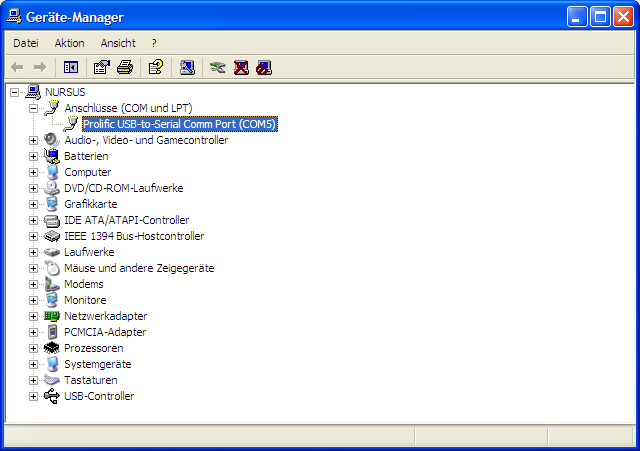 Geräte-Manager
Datei Aktion Ansicht ?
NURSUS
Anschlüsse (COM und LPT)
Prolific USB-to-Serial Comm Port (COM5)
Audio-, Video- und Gamecontroller
Batterien
Computer
DVD/CD-ROM-Laufwerke
Grafikkarte
IDE ATA/ATAPI-Controller
IEEE 1394 Bus-Hostcontroller
Laufwerke
Mäuse und andere Zeigegeräte
Modems
Monitore
Netzwerkadapter
PCMCIA-Adapter
Prozessoren
Systemgeräte
Tastaturen
USB-Controller